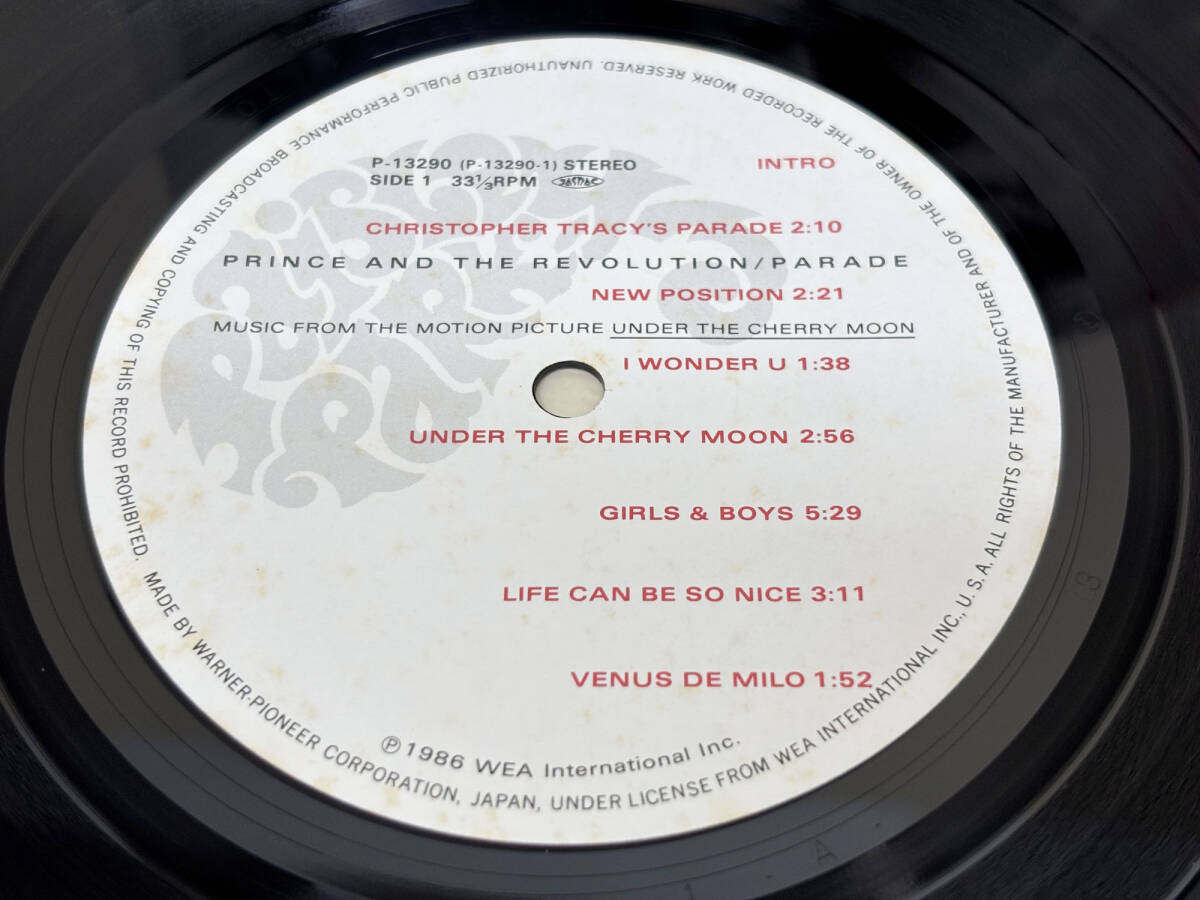 P-13290 (P-13290-1) STEREO
INTRO
SIDE 1 33⅓RPM JASRAC
CHRISTOPHER TRACY'S PARADE 2:10
PRINCE AND THE REVOLUTION/PARADE
NEW POSITION 2:21
MUSIC FROM THE MOTION PICTURE UNDER THE CHERRY MOON
I WONDER U 1:38
UNDER THE CHERRY MOON 2:56
GIRLS & BOYS 5:29
LIFE CAN BE SO NICE 3:11
VENUS DE MILO 1:52
℗1986 WEA International Inc.
MADE BY WARNER-PIONEER CORPORATION, JAPAN, UNDER LICENSE FROM WEA INTERNATIONAL INC., U.S.A. ALL RIGHTS OF THE MANUFACTURER AND OF THE OWNER OF THE RECORDED WORK RESERVED. UNAUTHORIZED PUBLIC PERFORMANCE BROADCASTING AND COPYING OF THIS RECORD PROHIBITED.
PAISLEY PARK